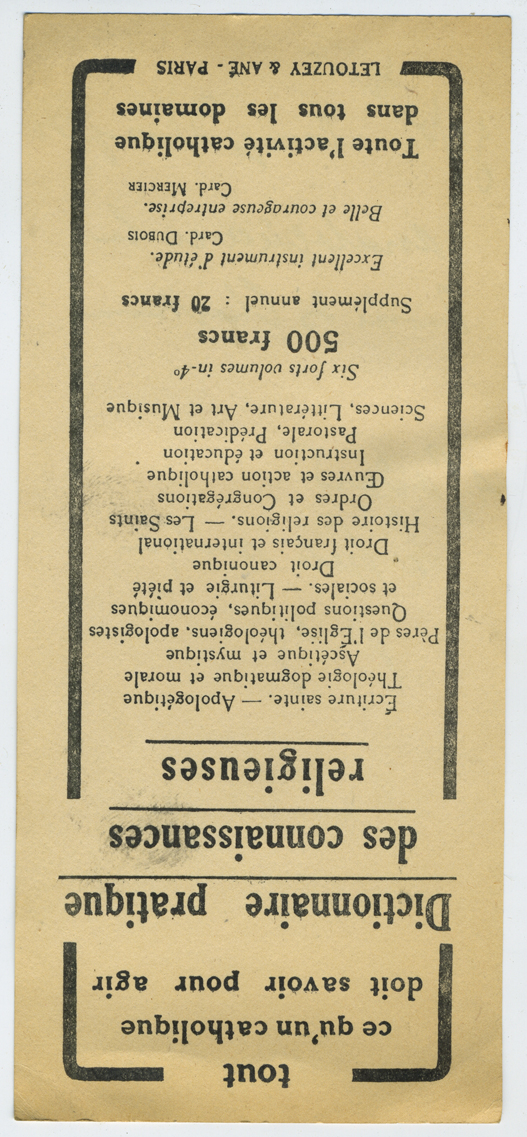 tout
ce qu'un catholique
doit savoir pour agir
Dictionnaire pratique
des connaissances
religieuses
Écriture sainte. — Apologétique
Théologie dogmatique et morale
Ascétique et mystique
Pères de l'Église, théologiens, apologistes
Questions politiques, économiques
et sociales. — Liturgie et piété
Droit canonique
Droit français et international
Histoire des religions. — Les Saints
Ordres et Congrégations
Œuvres et action catholique
Instruction et éducation
Pastorale, Prédication
Sciences, Littérature, Art et Musique
Six forts volumes in-4º
500 francs
Supplément annuel : 20 francs
Excellent instrument d'étude.
Card. DUBOIS
Belle et courageuse entreprise.
Card. MERCIER
Toute l'activité catholique
dans tous les domaines
LETOUZEY & ANÉ - PARIS